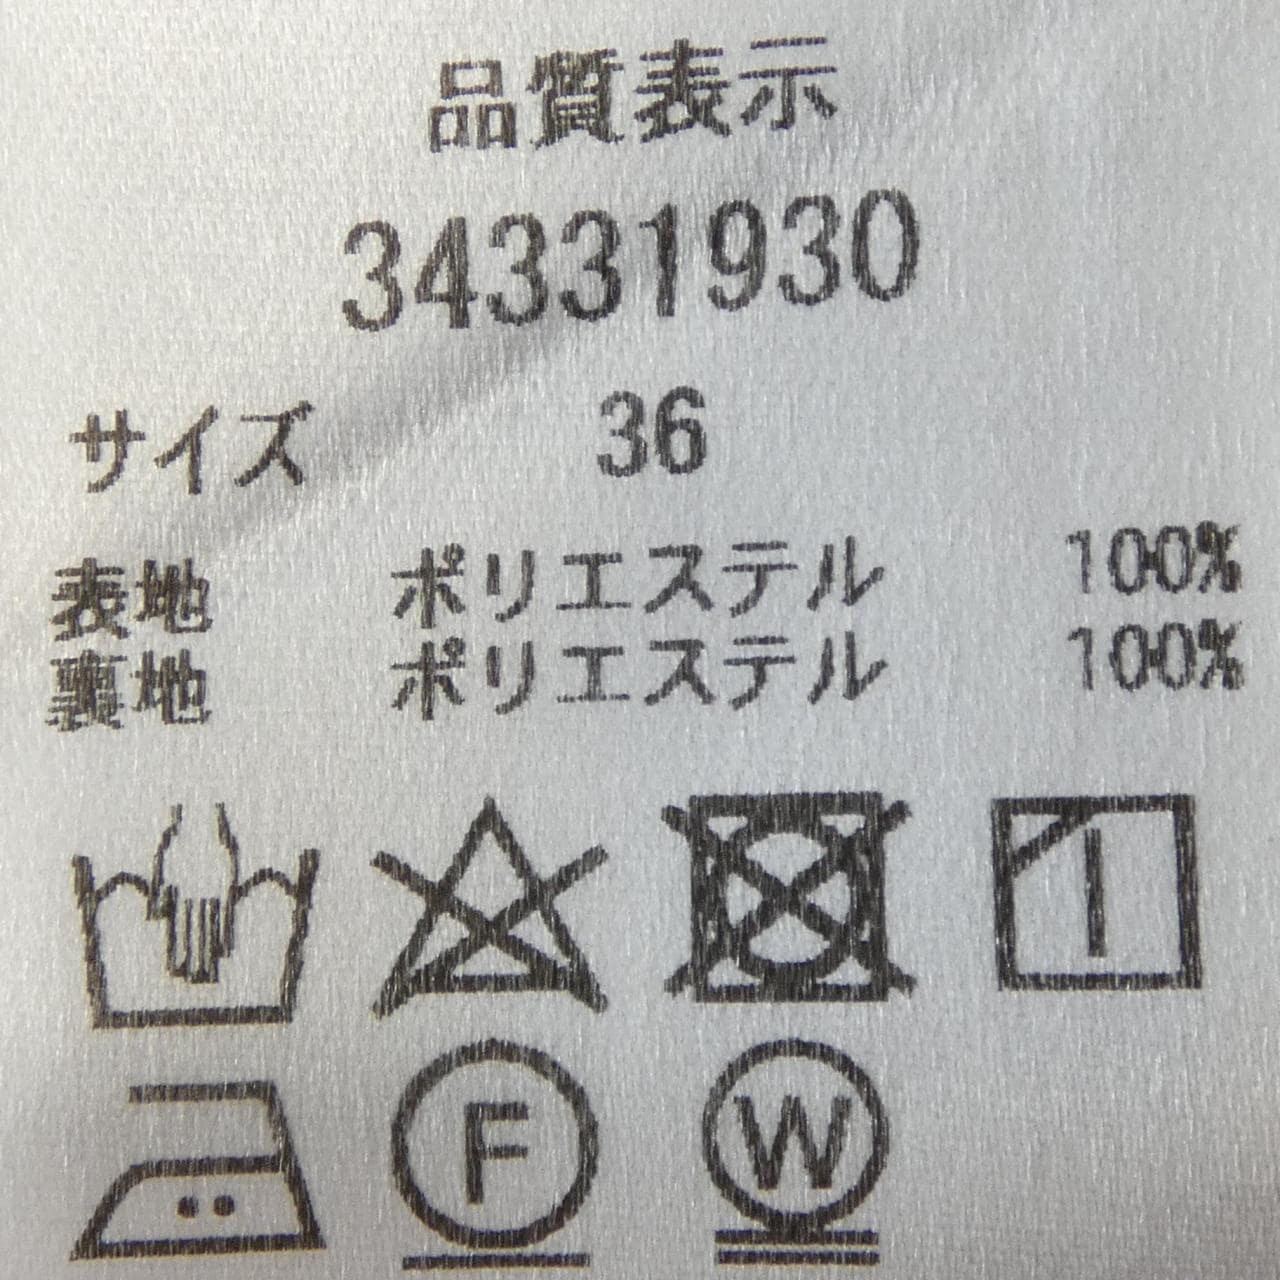 品質表示
34331930
サイズ 36
表地 ポリエステル 100%
裏地 ポリエステル 100%
F W